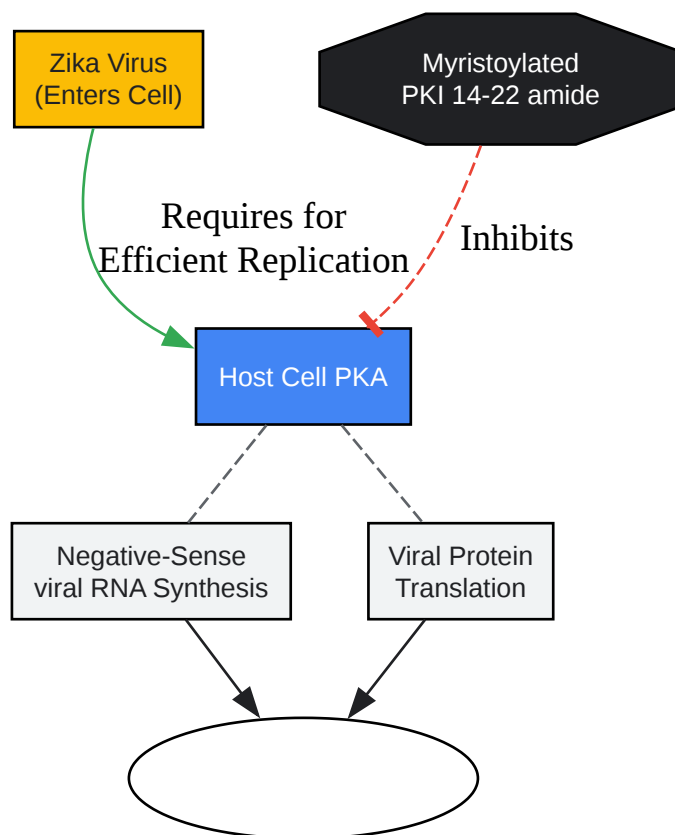 Zika Virus
(Enters Cell)
Myristoylated
PKI 14-22 amide
Requires for
Efficient Replication
Inhibits
Host Cell PKA
Negative-Sense
viral RNA Synthesis
Viral Protein
Translation